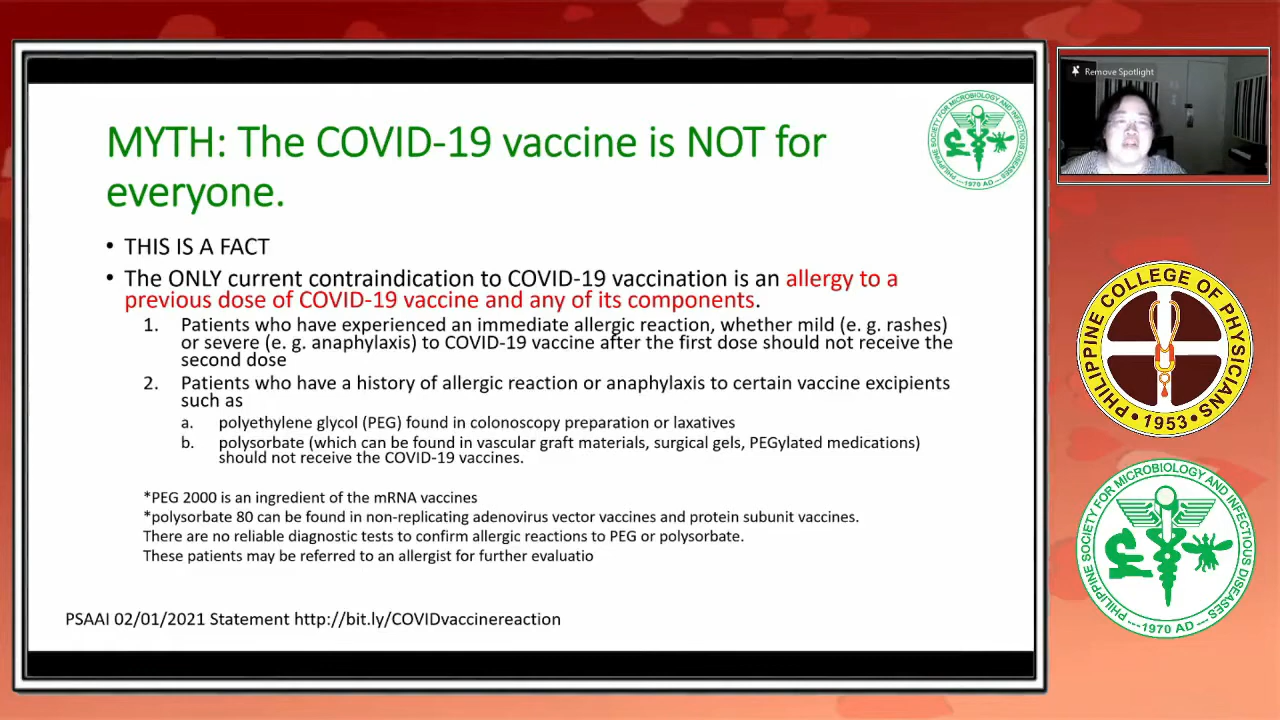 MYTH: The COVID-19 vaccine is NOT for
everyone.
• THIS IS A FACT
• The ONLY current contraindication to COVID-19 vaccination is an allergy to a
previous dose of COVID-19 vaccine and any of its components.
1. Patients who have experienced an immediate allergic reaction, whether mild (e. g. rashes)
or severe (e. g. anaphylaxis) to COVID-19 vaccine after the first dose should not receive the
second dose
2. Patients who have a history of allergic reaction or anaphylaxis to certain vaccine excipients
such as
a. polyethylene glycol (PEG) found in colonoscopy preparation or laxatives
b. polysorbate (which can be found in vascular graft materials, surgical gels, PEGylated medications)
should not receive the COVID-19 vaccines.
*PEG 2000 is an ingredient of the mRNA vaccines
*polysorbate 80 can be found in non-replicating adenovirus vector vaccines and protein subunit vaccines.
There are no reliable diagnostic tests to confirm allergic reactions to PEG or polysorbate.
These patients may be referred to an allergist for further evaluatio
PSAAI 02/01/2021 Statement http://bit.ly/COVIDvaccinereaction
PHILIPPINE SOCIETY FOR MICROBIOLOGY AND INFECTIOUS DISEASES
1970 AD
Remove Spotlight
PHILIPPINE COLLEGE OF PHYSICIANS
• 1953 •
PHILIPPINE SOCIETY FOR MICROBIOLOGY AND INFECTIOUS DISEASES
1970 AD